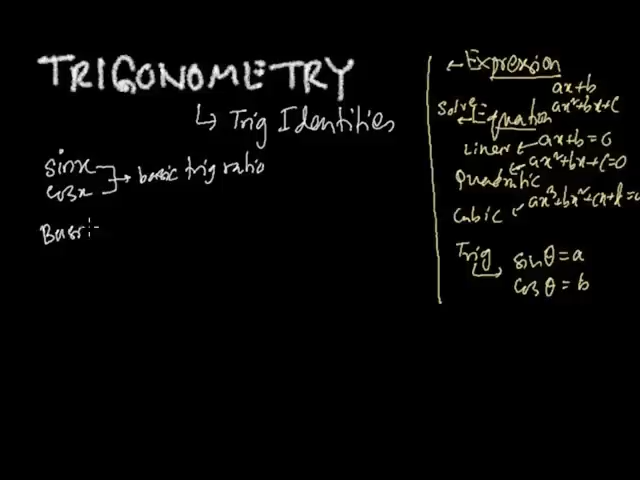 TRIGONOMETRY
↳ Trig Identities
sinx
cosx → basic trig ratio
Basi
← Expression
ax+b
ax²+bx+c
Solve ← Equation
Linear ← ax+b=0
Quadratic ← ax²+bx+c=0
Cubic ← ax³+bx²+cx+d=0
Trig → sinθ=a
cosθ=b